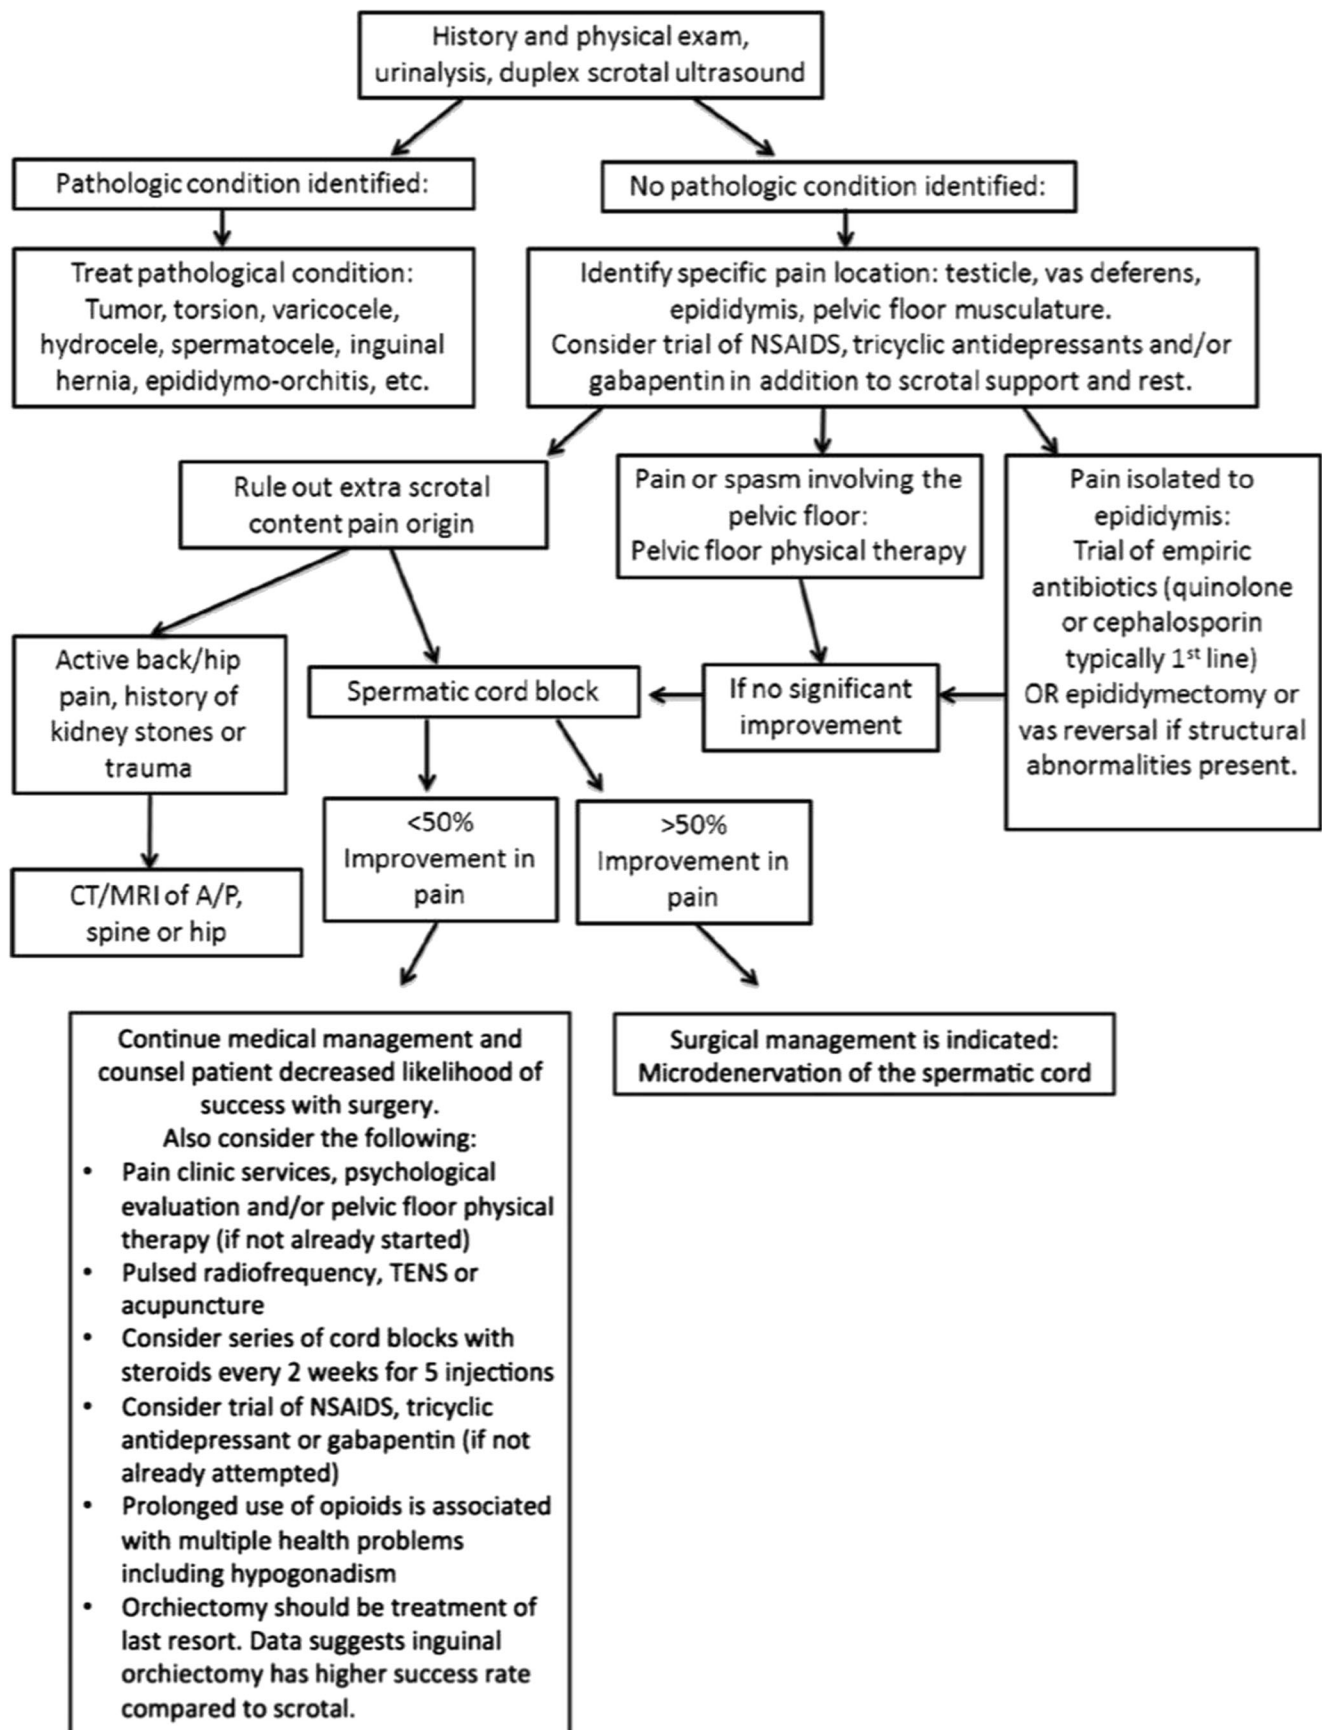 History and physical exam,
urinalysis, duplex scrotal ultrasound
Pathologic condition identified:
No pathologic condition identified:
Treat pathological condition:
Tumor, torsion, varicocele,
hydrocele, spermatocele, inguinal
hernia, epididymo-orchitis, etc.
Identify specific pain location: testicle, vas deferens,
epididymis, pelvic floor musculature.
Consider trial of NSAIDS, tricyclic antidepressants and/or
gabapentin in addition to scrotal support and rest.
Rule out extra scrotal
content pain origin
Pain or spasm involving the
pelvic floor:
Pelvic floor physical therapy
Pain isolated to
epididymis:
Trial of empiric
antibiotics (quinolone
or cephalosporin
typically 1st line)
OR epididymectomy or
vas reversal if structural
abnormalities present.
Active back/hip
pain, history of
kidney stones or
trauma
Spermatic cord block
If no significant
improvement
<50%
Improvement in
pain
>50%
Improvement in
pain
CT/MRI of A/P,
spine or hip
Continue medical management and
counsel patient decreased likelihood of
success with surgery.
Also consider the following:
• Pain clinic services, psychological
evaluation and/or pelvic floor physical
therapy (if not already started)
• Pulsed radiofrequency, TENS or
acupuncture
• Consider series of cord blocks with
steroids every 2 weeks for 5 injections
• Consider trial of NSAIDS, tricyclic
antidepressant or gabapentin (if not
already attempted)
• Prolonged use of opioids is associated
with multiple health problems
including hypogonadism
• Orchiectomy should be treatment of
last resort. Data suggests inguinal
orchiectomy has higher success rate
compared to scrotal.
Surgical management is indicated:
Microdenervation of the spermatic cord